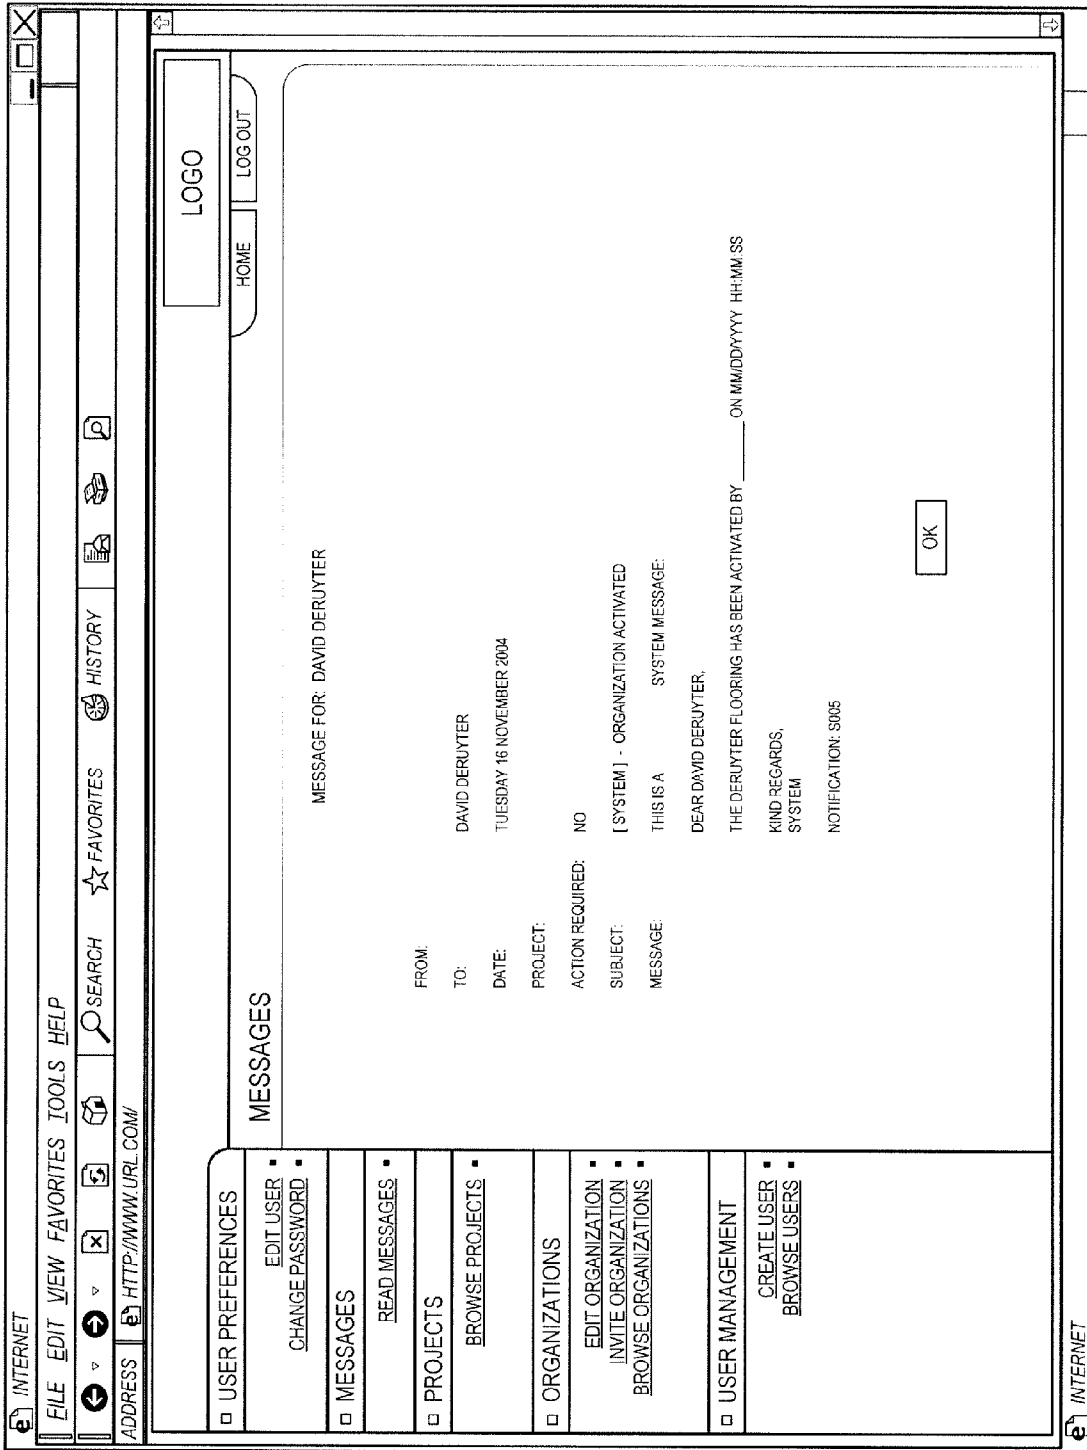 INTERNET
FILE EDIT VIEW FAVORITES TOOLS HELP
SEARCH FAVORITES HISTORY
ADDRESS HTTP://WWW.URL.COM/
LOGO
HOME LOG OUT
USER PREFERENCES
EDIT USER
CHANGE PASSWORD
MESSAGES
READ MESSAGES
PROJECTS
BROWSE PROJECTS
ORGANIZATIONS
EDIT ORGANIZATION
INVITE ORGANIZATION
BROWSE ORGANIZATIONS
USER MANAGEMENT
CREATE USER
BROWSE USERS
MESSAGES
MESSAGE FOR: DAVID DERUYTER
FROM:
TO: DAVID DERUYTER
DATE: TUESDAY 16 NOVEMBER 2004
PROJECT:
ACTION REQUIRED: NO
SUBJECT: [ SYSTEM ] - ORGANIZATION ACTIVATED
MESSAGE: THIS IS A SYSTEM MESSAGE:
DEAR DAVID DERUYTER,
THE DERUYTER FLOORING HAS BEEN ACTIVATED BY ______ ON MM/DD/YYYY HH:MM:SS
KIND REGARDS,
SYSTEM
NOTIFICATION: S005
OK
INTERNET